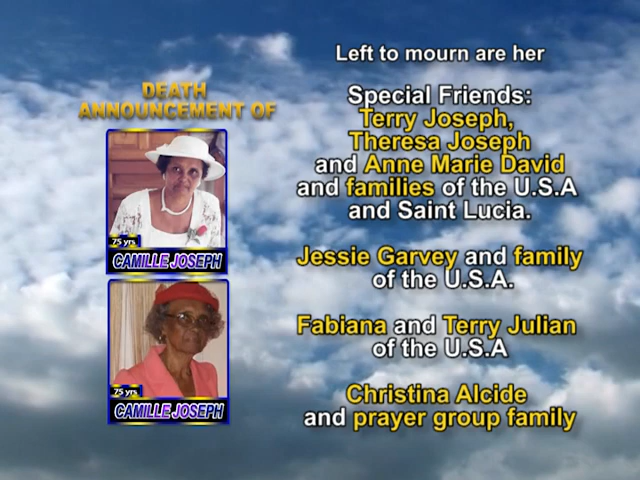 DEATH
ANNOUNCEMENT OF
75 yrs
CAMILLE JOSEPH
75 yrs
CAMILLE JOSEPH
Left to mourn are her
Special Friends:
Terry Joseph,
Theresa Joseph
and Anne Marie David
and families of the U.S.A
and Saint Lucia.
Jessie Garvey and family
of the U.S.A.
Fabiana and Terry Julian
of the U.S.A
Christina Alcide
and prayer group family